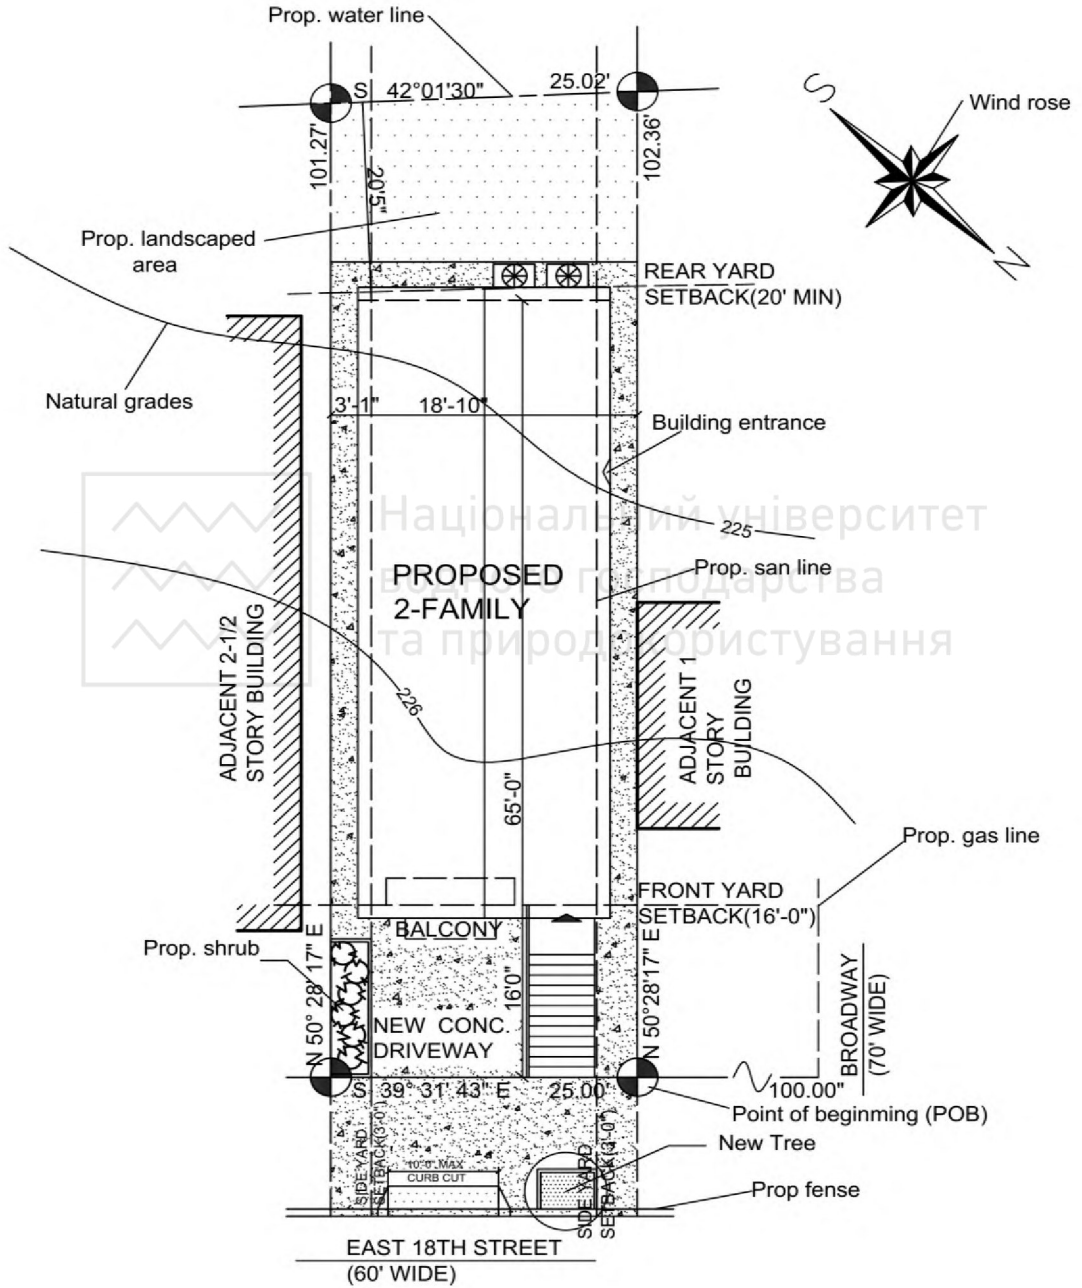 Prop. water line
S 42°01'30" 25.02'
S
Wind rose
101.27'
102.36'
20'5"
Prop. landscaped
area
N
REAR YARD
SETBACK(20' MIN)
Natural grades
3'-1" 18'-10"
Building entrance
Національний університет
225
водного господарства
Prop. san line
PROPOSED
2-FAMILY
та природокористування
ADJACENT 2-1/2
STORY BUILDING
226
ADJACENT 1
STORY
BUILDING
65'-0"
Prop. gas line
FRONT YARD
SETBACK(16'-0")
BALCONY
Prop. shrub
N 50° 28' 17" E
16'0"
N 50°28'17" E
BROADWAY
(70' WIDE)
NEW CONC.
DRIVEWAY
S 39° 31' 43" E 25.00'
100.00"
Point of beginming (POB)
New Tree
SIDE YARD
SETBACK(3'-0")
10'-0" MAX
CURB CUT
SIDE YARD
SETBACK(3'-0")
Prop fense
EAST 18TH STREET
(60' WIDE)